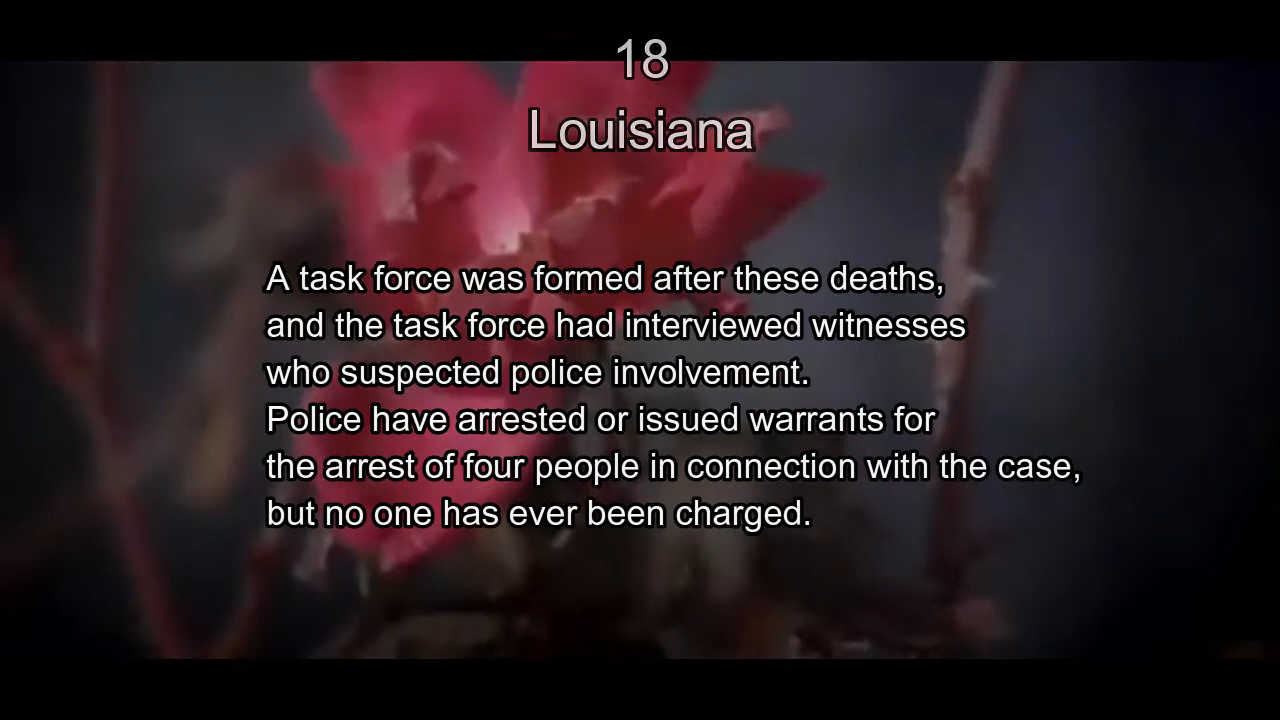 18
Louisiana
A task force was formed after these deaths,
and the task force had interviewed witnesses
who suspected police involvement.
Police have arrested or issued warrants for
the arrest of four people in connection with the case,
but no one has ever been charged.